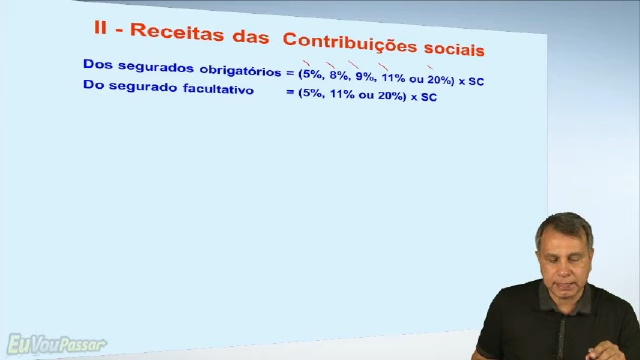 II - Receitas das Contribuições sociais
Dos segurados obrigatórios = (5%, 8%, 9%, 11% ou 20%) x SC
Do segurado facultativo = (5%, 11% ou 20%) x SC
EuVouPassar